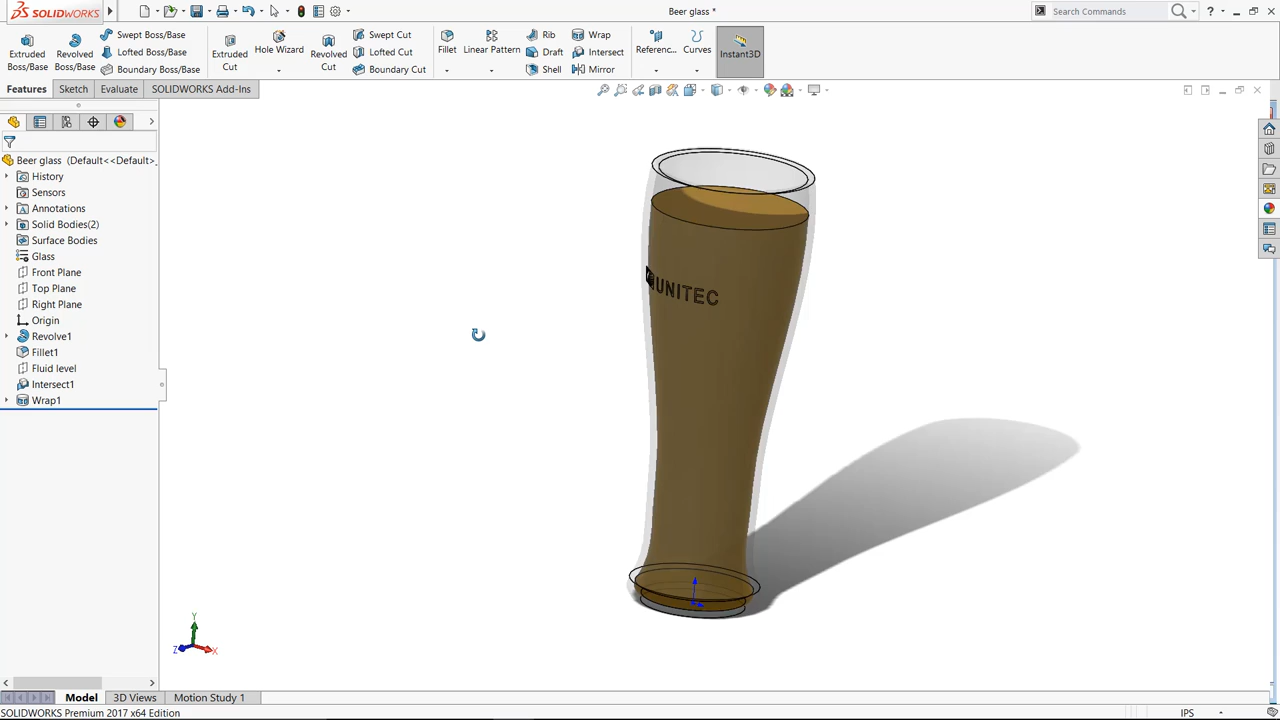 SOLIDWORKS
Beer glass *
Search Commands
?
Extruded Boss/Base
Revolved Boss/Base
Swept Boss/Base
Lofted Boss/Base
Boundary Boss/Base
Extruded Cut
Hole Wizard
Revolved Cut
Swept Cut
Lofted Cut
Boundary Cut
Fillet
Linear Pattern
Rib
Draft
Shell
Wrap
Intersect
Mirror
Referenc...
Curves
Instant3D
Features
Sketch
Evaluate
SOLIDWORKS Add-Ins
Beer glass (Default<<Default>_
History
Sensors
Annotations
Solid Bodies(2)
Surface Bodies
Glass
Front Plane
Top Plane
Right Plane
Origin
Revolve1
Fillet1
Fluid level
Intersect1
Wrap1
UNITEC
Y
Z
X
Model
3D Views
Motion Study 1
SOLIDWORKS Premium 2017 x64 Edition
IPS